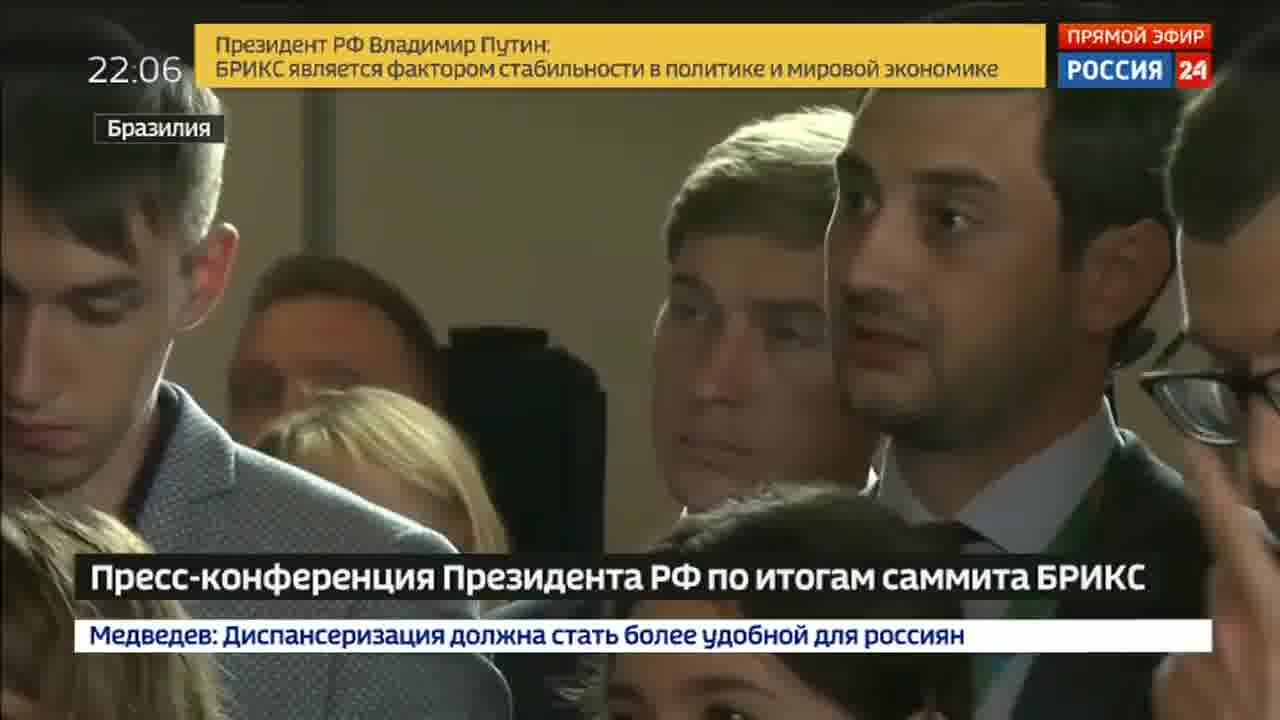 22:06
Президент РФ Владимир Путин:
БРИКС является фактором стабильности в политике и мировой экономике
ПРЯМОЙ ЭФИР
РОССИЯ 24
Бразилия
Пресс-конференция Президента РФ по итогам саммита БРИКС
Медведев: Диспансеризация должна стать более удобной для россиян